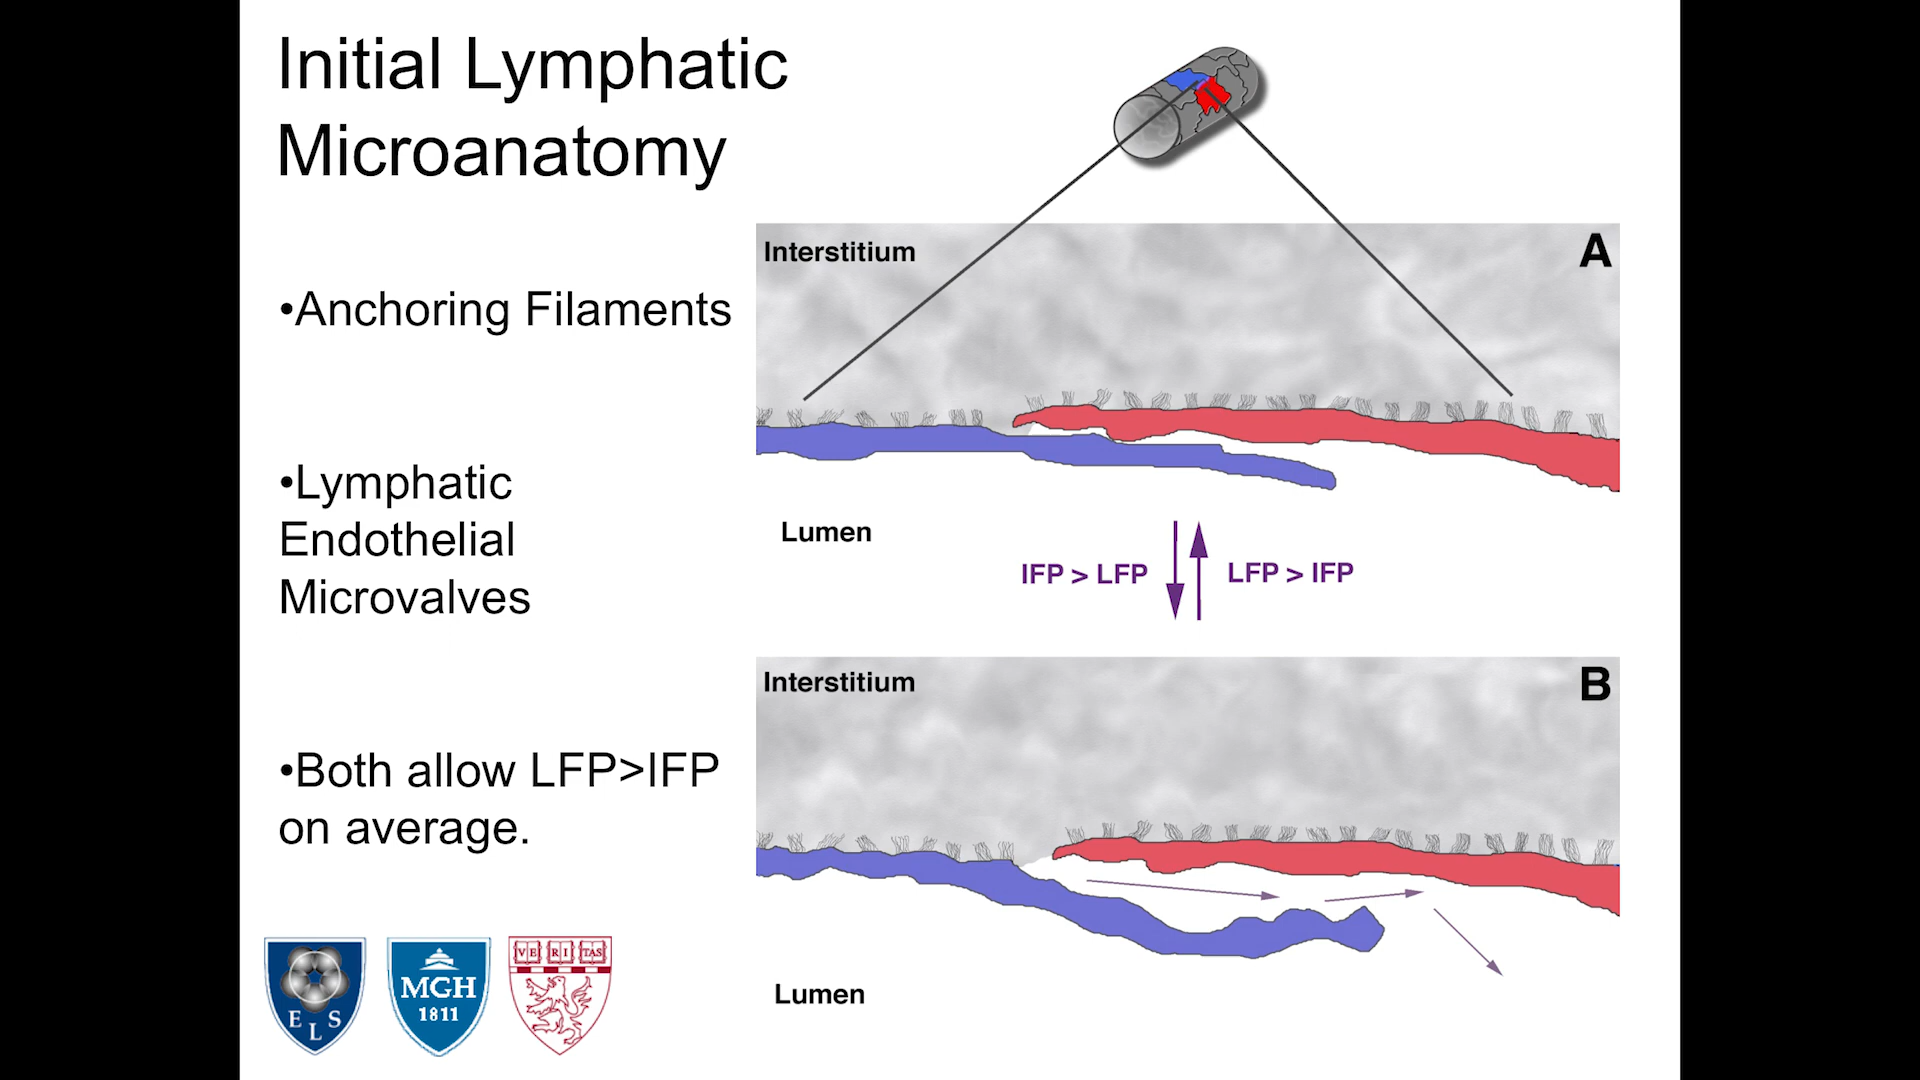 Initial Lymphatic
Microanatomy
•Anchoring Filaments
•Lymphatic
Endothelial
Microvalves
•Both allow LFP>IFP
on average.
Interstitium
A
Lumen
IFP > LFP
LFP > IFP
Interstitium
B
Lumen
E L S
MGH
1811
VE RI TAS